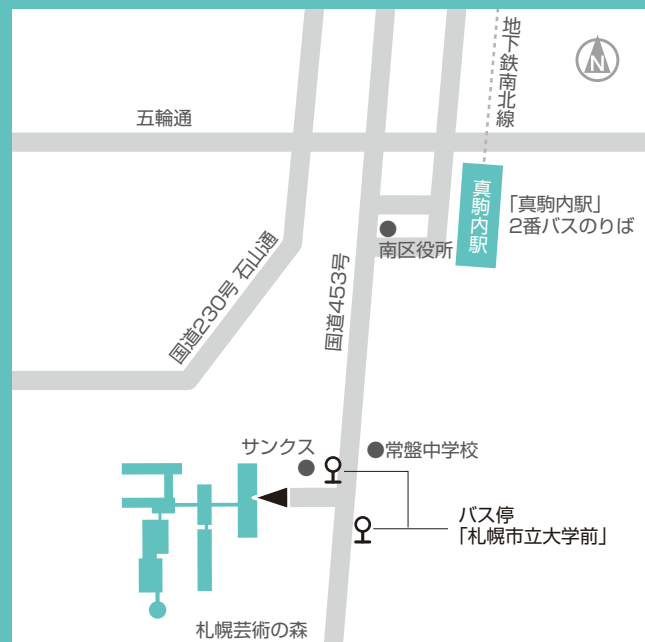 地下鉄南北線
N
五輪通
真駒内駅
「真駒内駅」
2番バスのりば
南区役所
国道230号 石山通
国道453号
サンクス
常盤中学校
バス停
「札幌市立大学前」
札幌芸術の森